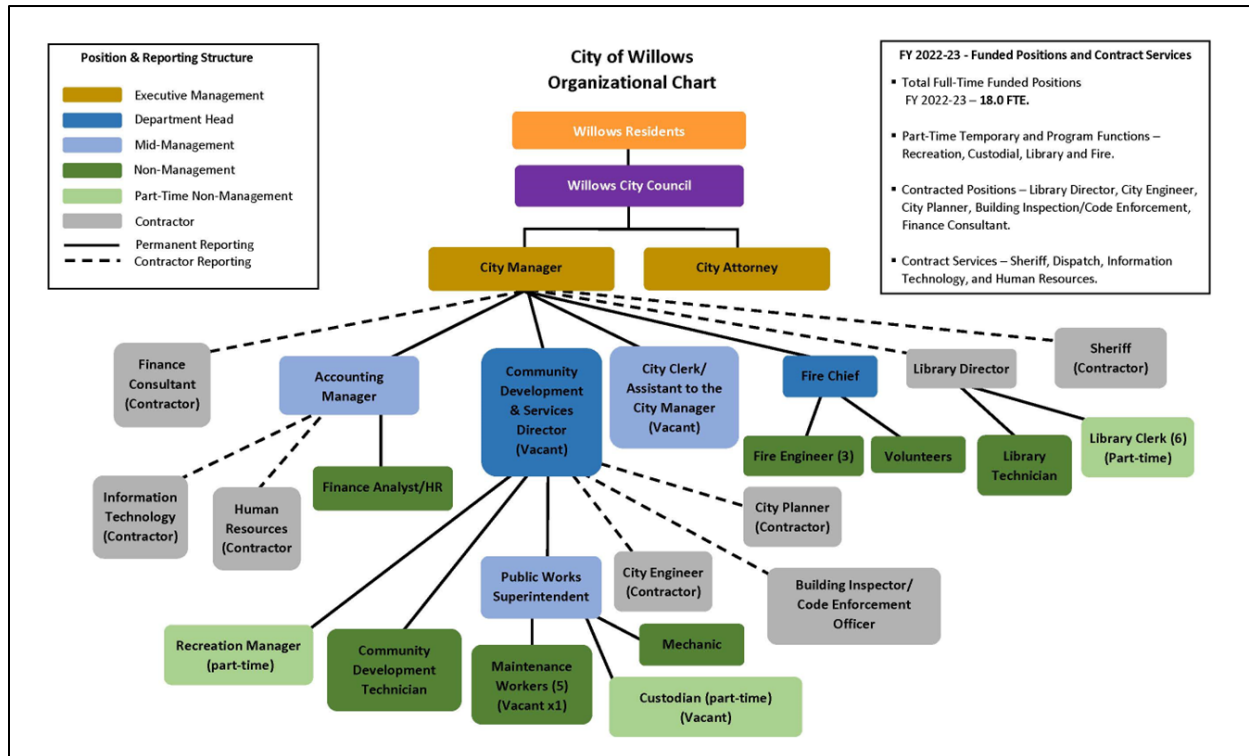 Position & Reporting Structure
Executive Management
Department Head
Mid-Management
Non-Management
Part-Time Non-Management
Contractor
Permanent Reporting
Contractor Reporting
City of Willows
Organizational Chart
FY 2022-23 - Funded Positions and Contract Services
▪ Total Full-Time Funded Positions
FY 2022-23 – 18.0 FTE.
▪ Part-Time Temporary and Program Functions –
Recreation, Custodial, Library and Fire.
▪ Contracted Positions – Library Director, City Engineer,
City Planner, Building Inspection/Code Enforcement,
Finance Consultant.
▪ Contract Services – Sheriff, Dispatch, Information
Technology, and Human Resources.
Willows Residents
Willows City Council
City Manager
City Attorney
Finance
Consultant
(Contractor)
Accounting
Manager
Community
Development
& Services
Director
(Vacant)
City Clerk/
Assistant to the
City Manager
(Vacant)
Fire Chief
Library Director
Sheriff
(Contractor)
Information
Technology
(Contractor)
Human
Resources
(Contractor
Finance Analyst/HR
Fire Engineer (3)
Volunteers
Library
Technician
Library Clerk (6)
(Part-time)
City Planner
(Contractor)
Public Works
Superintendent
City Engineer
(Contractor)
Building Inspector/
Code Enforcement
Officer
Recreation Manager
(part-time)
Community
Development
Technician
Maintenance
Workers (5)
(Vacant x1)
Mechanic
Custodian (part-time)
(Vacant)